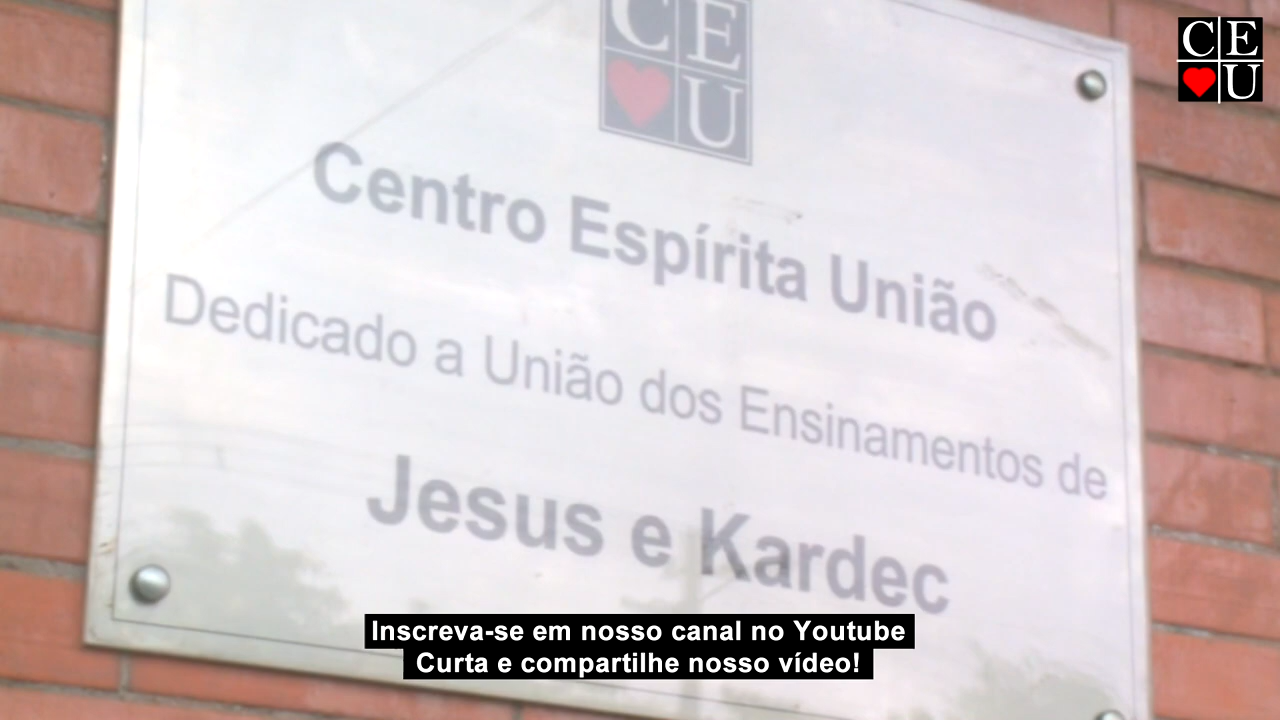 CE
U
CE
U
Centro Espírita União
Dedicado a União dos Ensinamentos de
Jesus e Kardec
Inscreva-se em nosso canal no Youtube
Curta e compartilhe nosso vídeo!